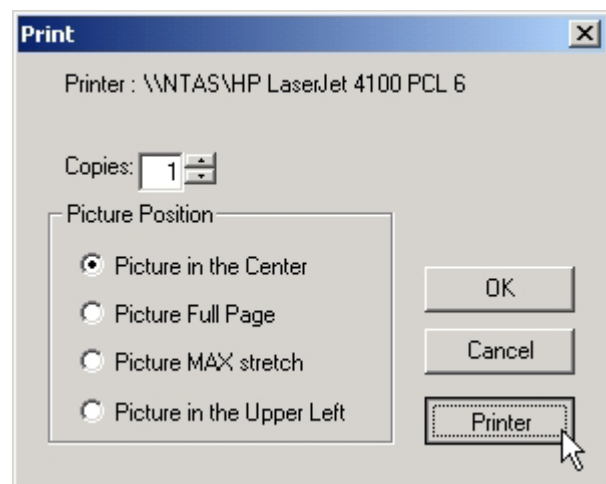 Print
Printer : \\NTAS\HP LaserJet 4100 PCL 6
Copies: 1
Picture Position
Picture in the Center
Picture Full Page
Picture MAX stretch
Picture in the Upper Left
OK
Cancel
Printer